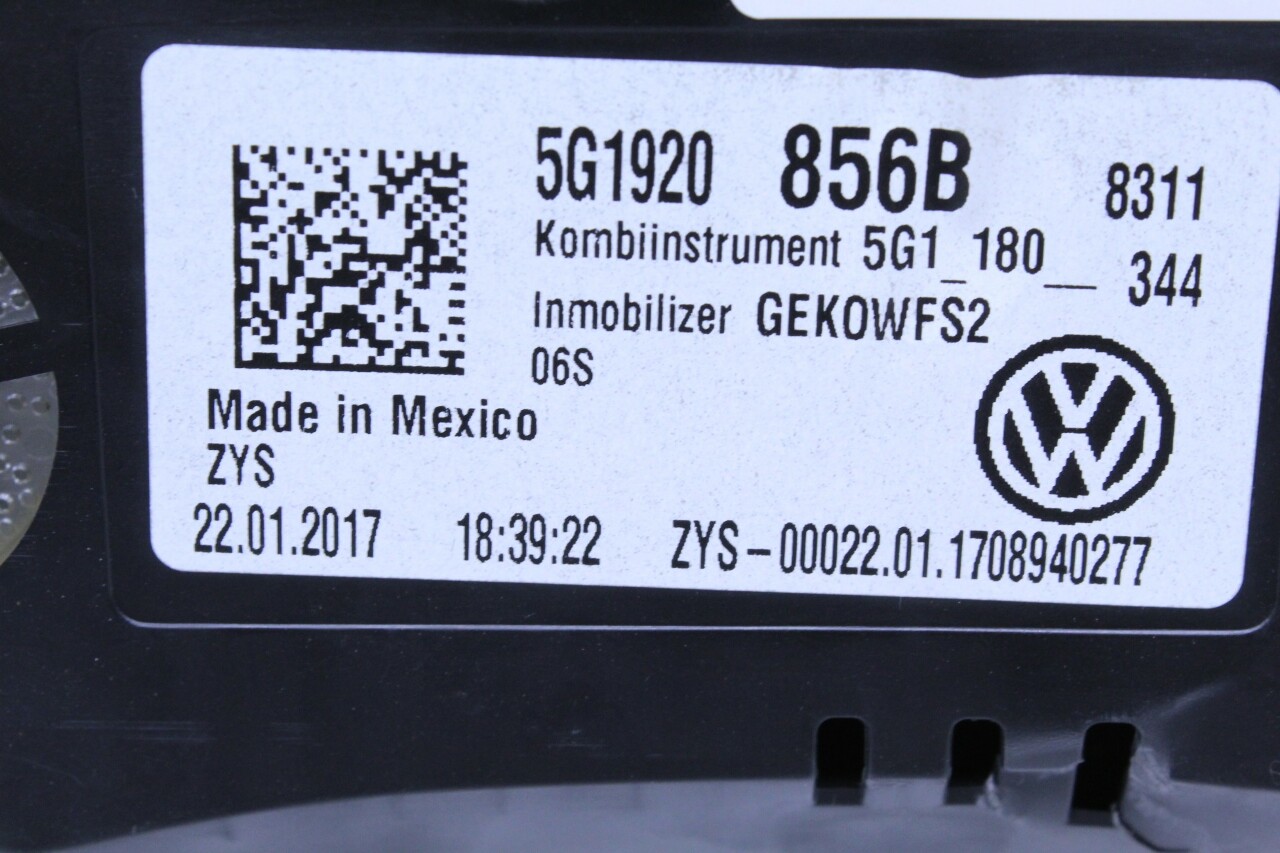 5G1920 856B 8311
Kombiinstrument 5G1_180__ 344
Inmobilizer GEKOWFS2
06S
Made in Mexico
ZYS
22.01.2017 18:39:22 ZYS-00022.01.1708940277